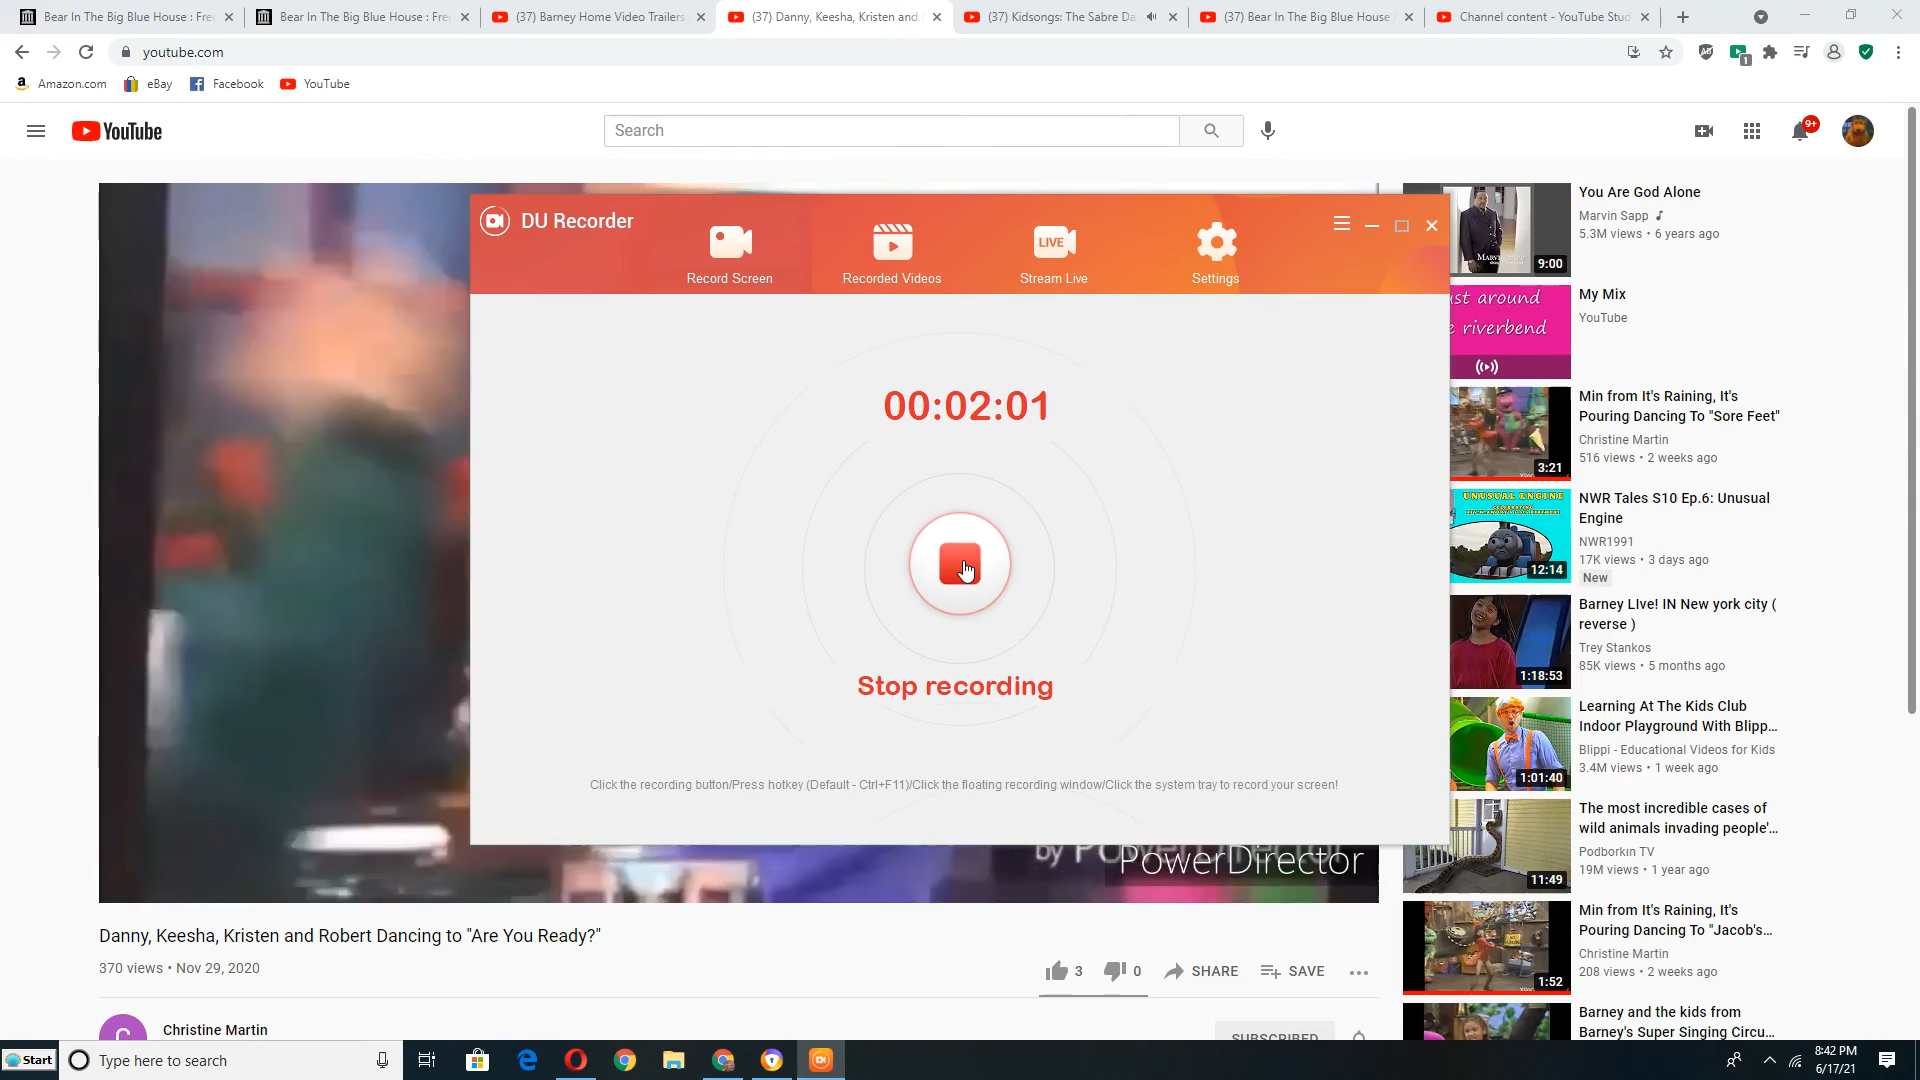 Bear In The Big Blue House : Fre
Bear In The Big Blue House : Fre
(37) Barney Home Video Trailers
(37) Danny, Keesha, Kristen and
(37) Kidsongs: The Sabre Da
(37) Bear In The Big Blue House
Channel content - YouTube Stud
youtube.com
1
Amazon.com
eBay
Facebook
YouTube
YouTube
Search
9+
DU Recorder
Record Screen
Recorded Videos
LIVE
Stream Live
Settings
00:02:01
Stop recording
Click the recording button/Press hotkey (Default - Ctrl+F11)/Click the floating recording window/Click the system tray to record your screen!
by
PowerDirector
Danny, Keesha, Kristen and Robert Dancing to "Are You Ready?"
370 views • Nov 29, 2020
3
0
SHARE
SAVE
C
Christine Martin
SUBSCRIBED
MARVIN SAPP
9:00
You Are God Alone
Marvin Sapp
5.3M views • 6 years ago
ust around
e riverbend
My Mix
YouTube
3:21
Min from It's Raining, It's
Pouring Dancing To "Sore Feet"
Christine Martin
516 views • 2 weeks ago
UNUSUAL ENGINE
12:14
NWR Tales S10 Ep.6: Unusual
Engine
NWR1991
17K views • 3 days ago
New
1:18:53
Barney LIve! IN New york city (
reverse )
Trey Stankos
85K views • 5 months ago
1:01:40
Learning At The Kids Club
Indoor Playground With Blipp...
Blippi - Educational Videos for Kids
3.4M views • 1 week ago
11:49
The most incredible cases of
wild animals invading people'...
Podborkin TV
19M views • 1 year ago
1:52
Min from It's Raining, It's
Pouring Dancing To "Jacob's...
Christine Martin
208 views • 2 weeks ago
Barney and the kids from
Barney's Super Singing Circu...
Start
Type here to search
8:42 PM
6/17/21